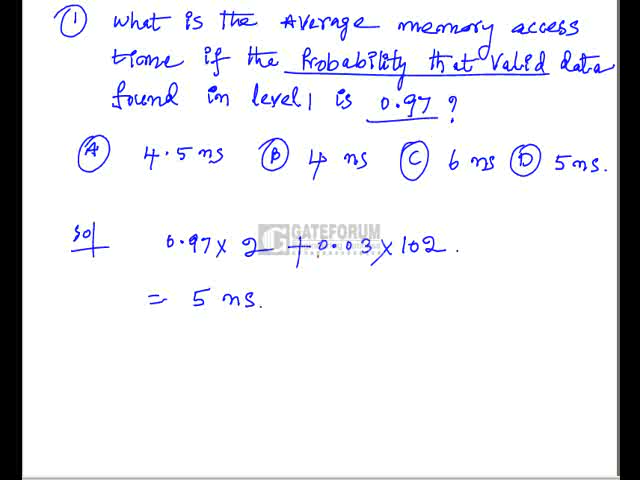 ① What is the Average memory access
time if the Probability that valid data
found in level 1 is 0.97 ?
Ⓐ 4.5 ns Ⓑ 4 ns Ⓒ 6 ns Ⓓ 5 ns.
Sol 0.97 × 2 + 0.03 × 102.
GATEFORUM
= 5 ns.